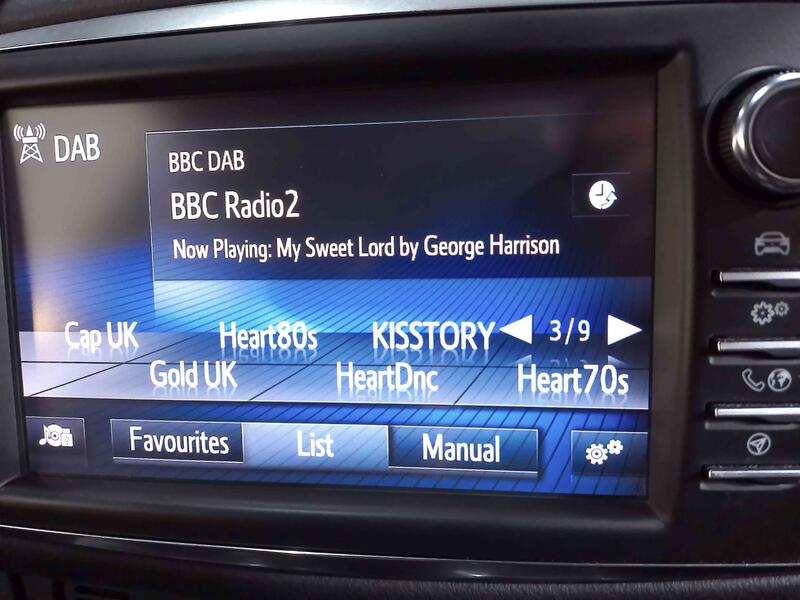 DAB
BBC DAB
BBC Radio2
Now Playing: My Sweet Lord by George Harrison
Cap UK Heart80s KISSTORY 3/9
Gold UK HeartDnc Heart70s
Favourites List Manual